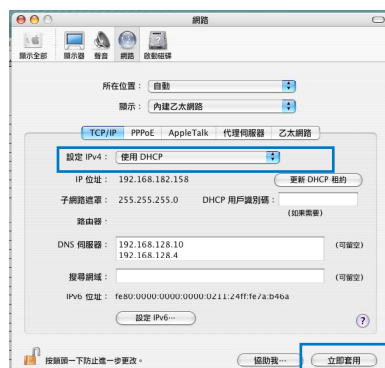 網路
顯示全部 顯示器 聲音 網路 啟動磁碟
所在位置： 自動
顯示： 內建乙太網路
TCP/IP PPPoE AppleTalk 代理伺服器 乙太網路
設定 IPv4： 使用 DHCP
IP 位址： 192.168.182.158 更新 DHCP 租約
子網路遮罩： 255.255.255.0 DHCP 用戶識別碼：
(如果需要)
路由器：
DNS 伺服器： 192.168.128.10 (可留空)
192.168.128.4
搜尋網域： (可留空)
IPv6 位址： fe80:0000:0000:0000:0211:24ff:fe7a:b46a
設定 IPv6… ?
按鎖頭一下防止進一步更改。 協助我… 立即套用